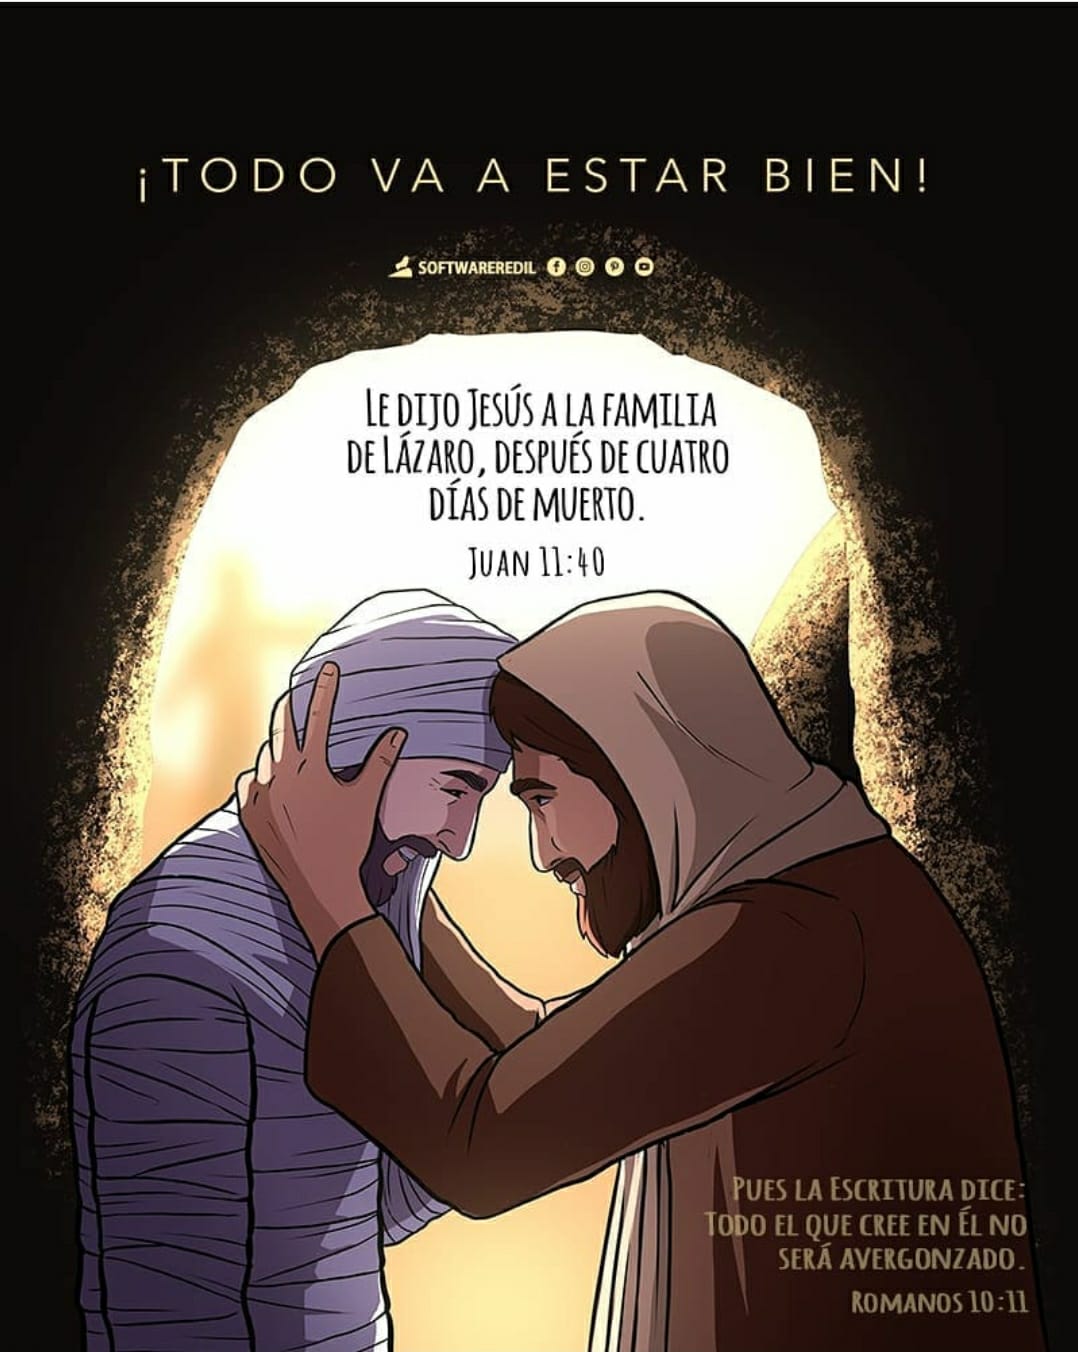 ¡TODO VA A ESTAR BIEN!
SOFTWAREREDIL
LE DIJO JESÚS A LA FAMILIA
DE LÁZARO, DESPUÉS DE CUATRO
DÍAS DE MUERTO.
JUAN 11:40
PUES LA ESCRITURA DICE:
TODO EL QUE CREE EN ÉL NO
SERÁ AVERGONZADO.
ROMANOS 10:11